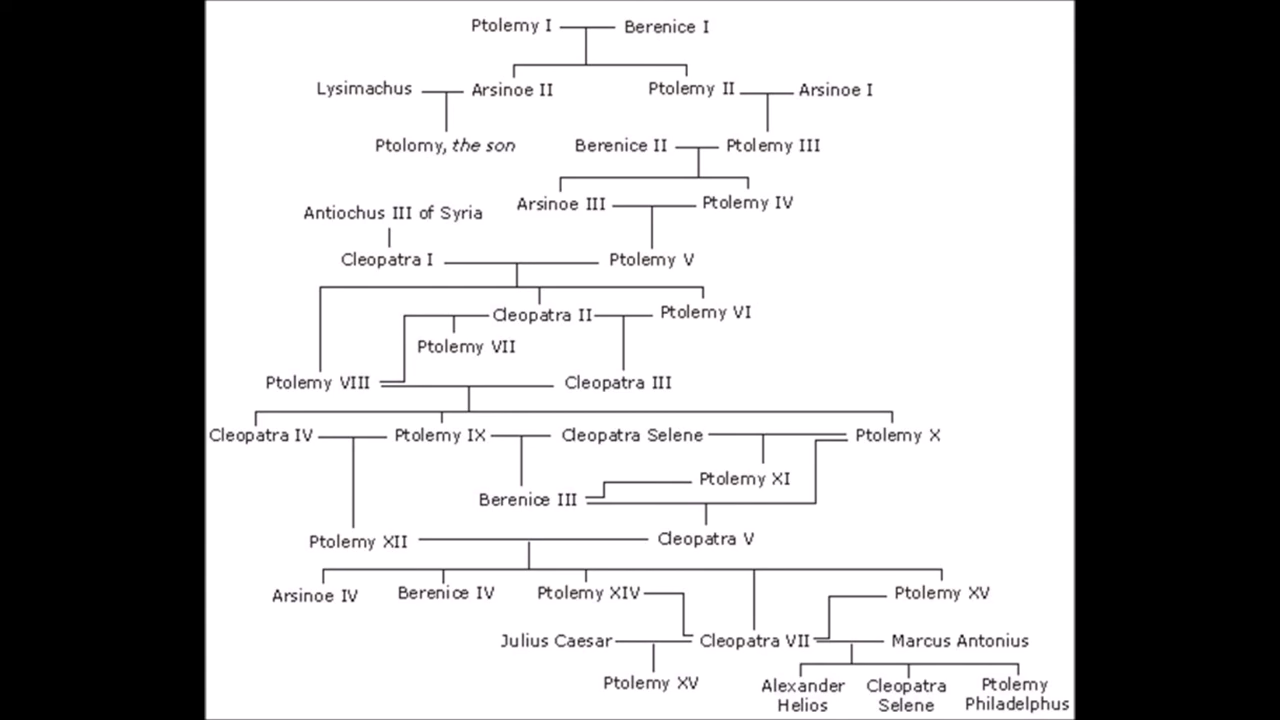 Ptolemy I Berenice I
Lysimachus Arsinoe II Ptolemy II Arsinoe I
Ptolomy, the son Berenice II Ptolemy III
Arsinoe III Ptolemy IV
Antiochus III of Syria
Cleopatra I Ptolemy V
Cleopatra II Ptolemy VI
Ptolemy VII
Ptolemy VIII Cleopatra III
Cleopatra IV Ptolemy IX Cleopatra Selene Ptolemy X
Ptolemy XI
Berenice III
Ptolemy XII Cleopatra V
Arsinoe IV Berenice IV Ptolemy XIV Ptolemy XV
Julius Caesar Cleopatra VII Marcus Antonius
Ptolemy XV
Alexander Helios
Cleopatra Selene
Ptolemy Philadelphus